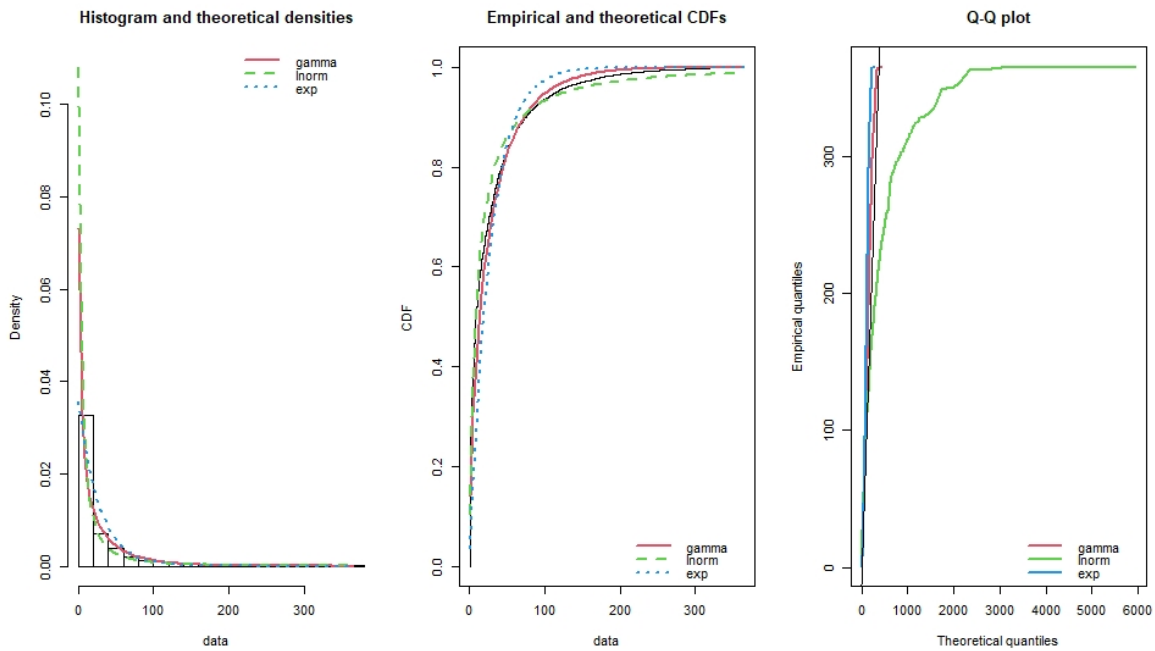 Histogram and theoretical densities
gamma
lnorm
exp
Density
0.00
0.02
0.04
0.06
0.08
0.10
0
100
200
300
data
Empirical and theoretical CDFs
CDF
0.0
0.2
0.4
0.6
0.8
1.0
gamma
lnorm
exp
0
100
200
300
data
Q-Q plot
Empirical quantiles
0
100
200
300
gamma
lnorm
exp
0
1000
2000
3000
4000
5000
6000
Theoretical quantiles